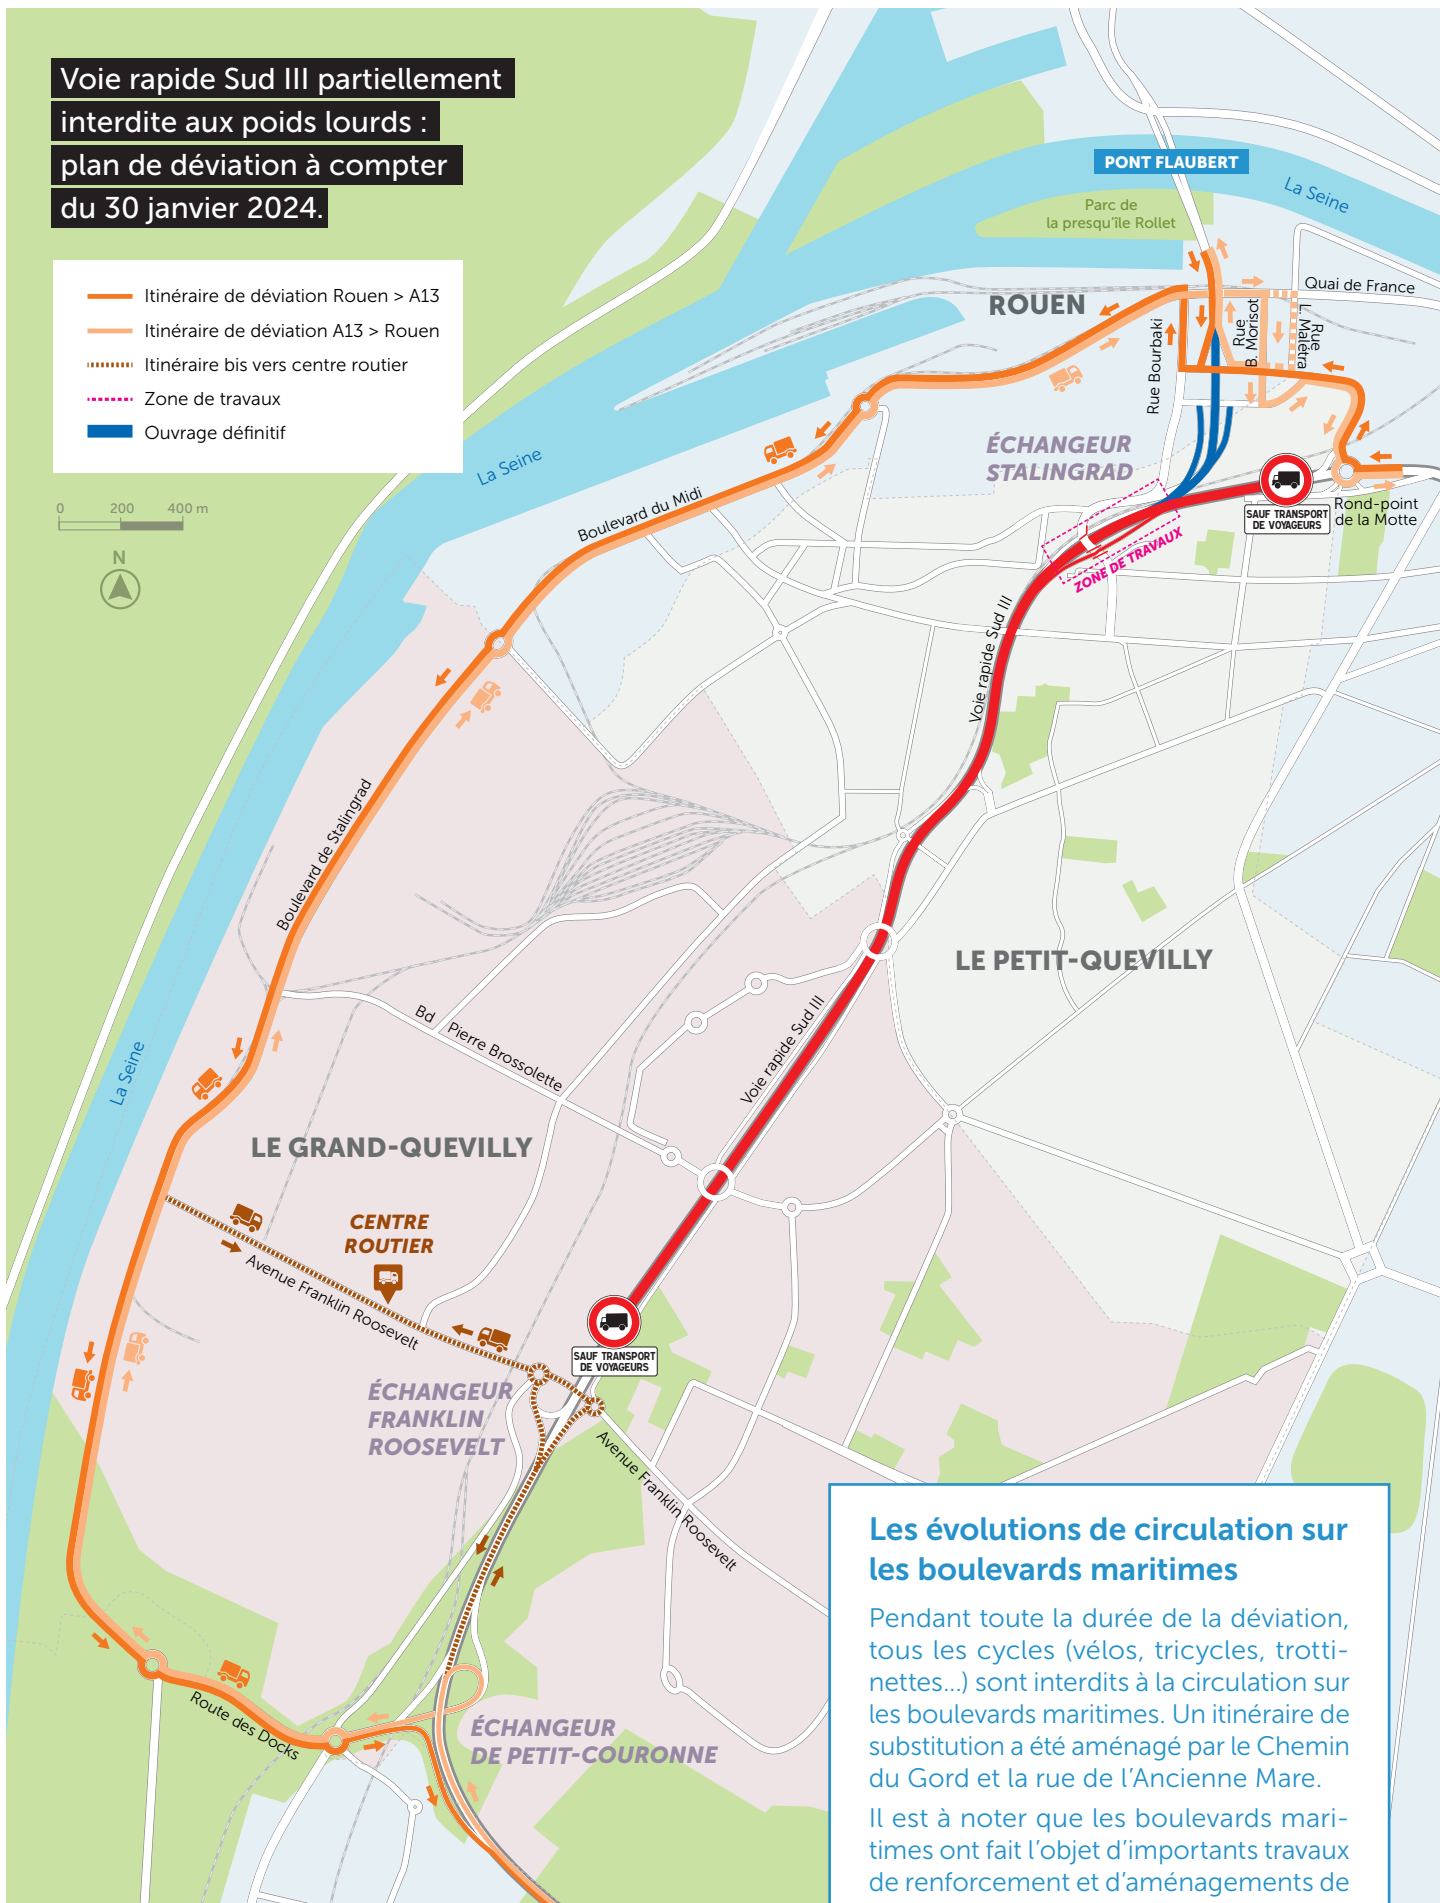 Voie rapide Sud III partiellement
interdite aux poids lourds :
plan de déviation à compter
du 30 janvier 2024.
Itinéraire de déviation Rouen > A13
Itinéraire de déviation A13 > Rouen
Itinéraire bis vers centre routier
Zone de travaux
Ouvrage définitif
0 200 400 m
N
PONT FLAUBERT
La Seine
Parc de
la presqu'île Rollet
ROUEN
Quai de France
Rue Bourbaki
Rue
B. Morisot
Rue
L. Malétra
ÉCHANGEUR
STALINGRAD
SAUF TRANSPORT
DE VOYAGEURS
Rond-point
de la Motte
ZONE DE TRAVAUX
La Seine
Boulevard du Midi
Voie rapide Sud III
Boulevard de Stalingrad
LE PETIT-QUEVILLY
Bd Pierre Brossolette
Voie rapide Sud III
La Seine
LE GRAND-QUEVILLY
CENTRE
ROUTIER
Avenue Franklin Roosevelt
SAUF TRANSPORT
DE VOYAGEURS
ÉCHANGEUR
FRANKLIN
ROOSEVELT
Avenue Franklin Roosevelt
Route des Docks
ÉCHANGEUR
DE PETIT-COURONNE
Les évolutions de circulation sur
les boulevards maritimes
Pendant toute la durée de la déviation,
tous les cycles (vélos, tricycles, trotti-
nettes...) sont interdits à la circulation sur
les boulevards maritimes. Un itinéraire de
substitution a été aménagé par le Chemin
du Gord et la rue de l'Ancienne Mare.
Il est à noter que les boulevards mari-
times ont fait l'objet d'importants travaux
de renforcement et d'aménagements de